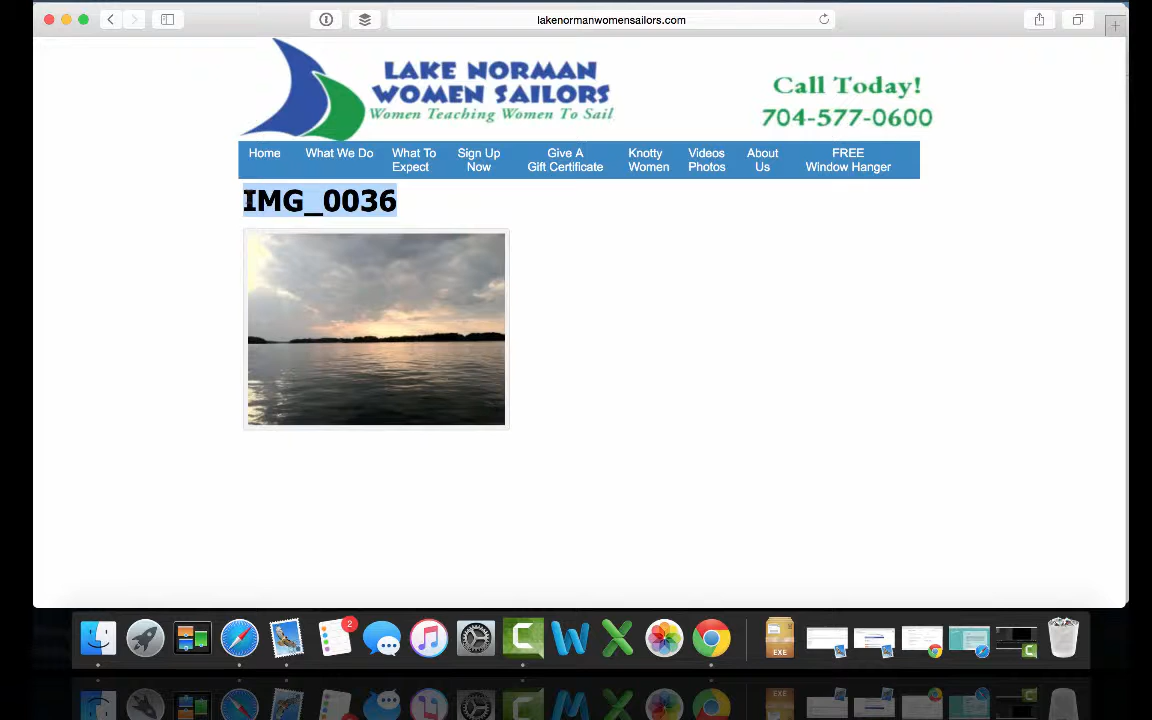 lakenormanwomensailors.com
LAKE NORMAN
WOMEN SAILORS
Women Teaching Women To Sail
Call Today!
704-577-0600
Home
What We Do
What To
Expect
Sign Up
Now
Give A
Gift Certificate
Knotty
Women
Videos
Photos
About
Us
FREE
Window Hanger
IMG_0036
2
EXE
EXE